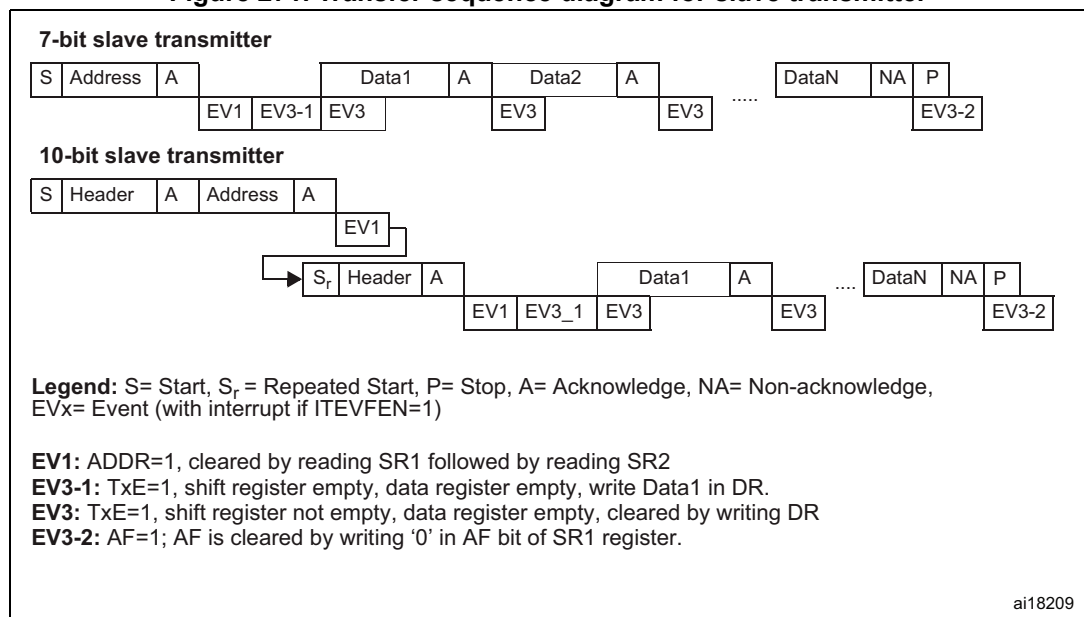 7-bit slave transmitter
S Address A Data1 A Data2 A ..... DataN NA P
EV1 EV3-1 EV3 EV3 EV3 EV3-2
10-bit slave transmitter
S Header A Address A
EV1
Sr Header A Data1 A .... DataN NA P
EV1 EV3_1 EV3 EV3 EV3-2
Legend: S= Start, Sr = Repeated Start, P= Stop, A= Acknowledge, NA= Non-acknowledge,
EVx= Event (with interrupt if ITEVFEN=1)
EV1: ADDR=1, cleared by reading SR1 followed by reading SR2
EV3-1: TxE=1, shift register empty, data register empty, write Data1 in DR.
EV3: TxE=1, shift register not empty, data register empty, cleared by writing DR
EV3-2: AF=1; AF is cleared by writing ‘0’ in AF bit of SR1 register.
ai18209